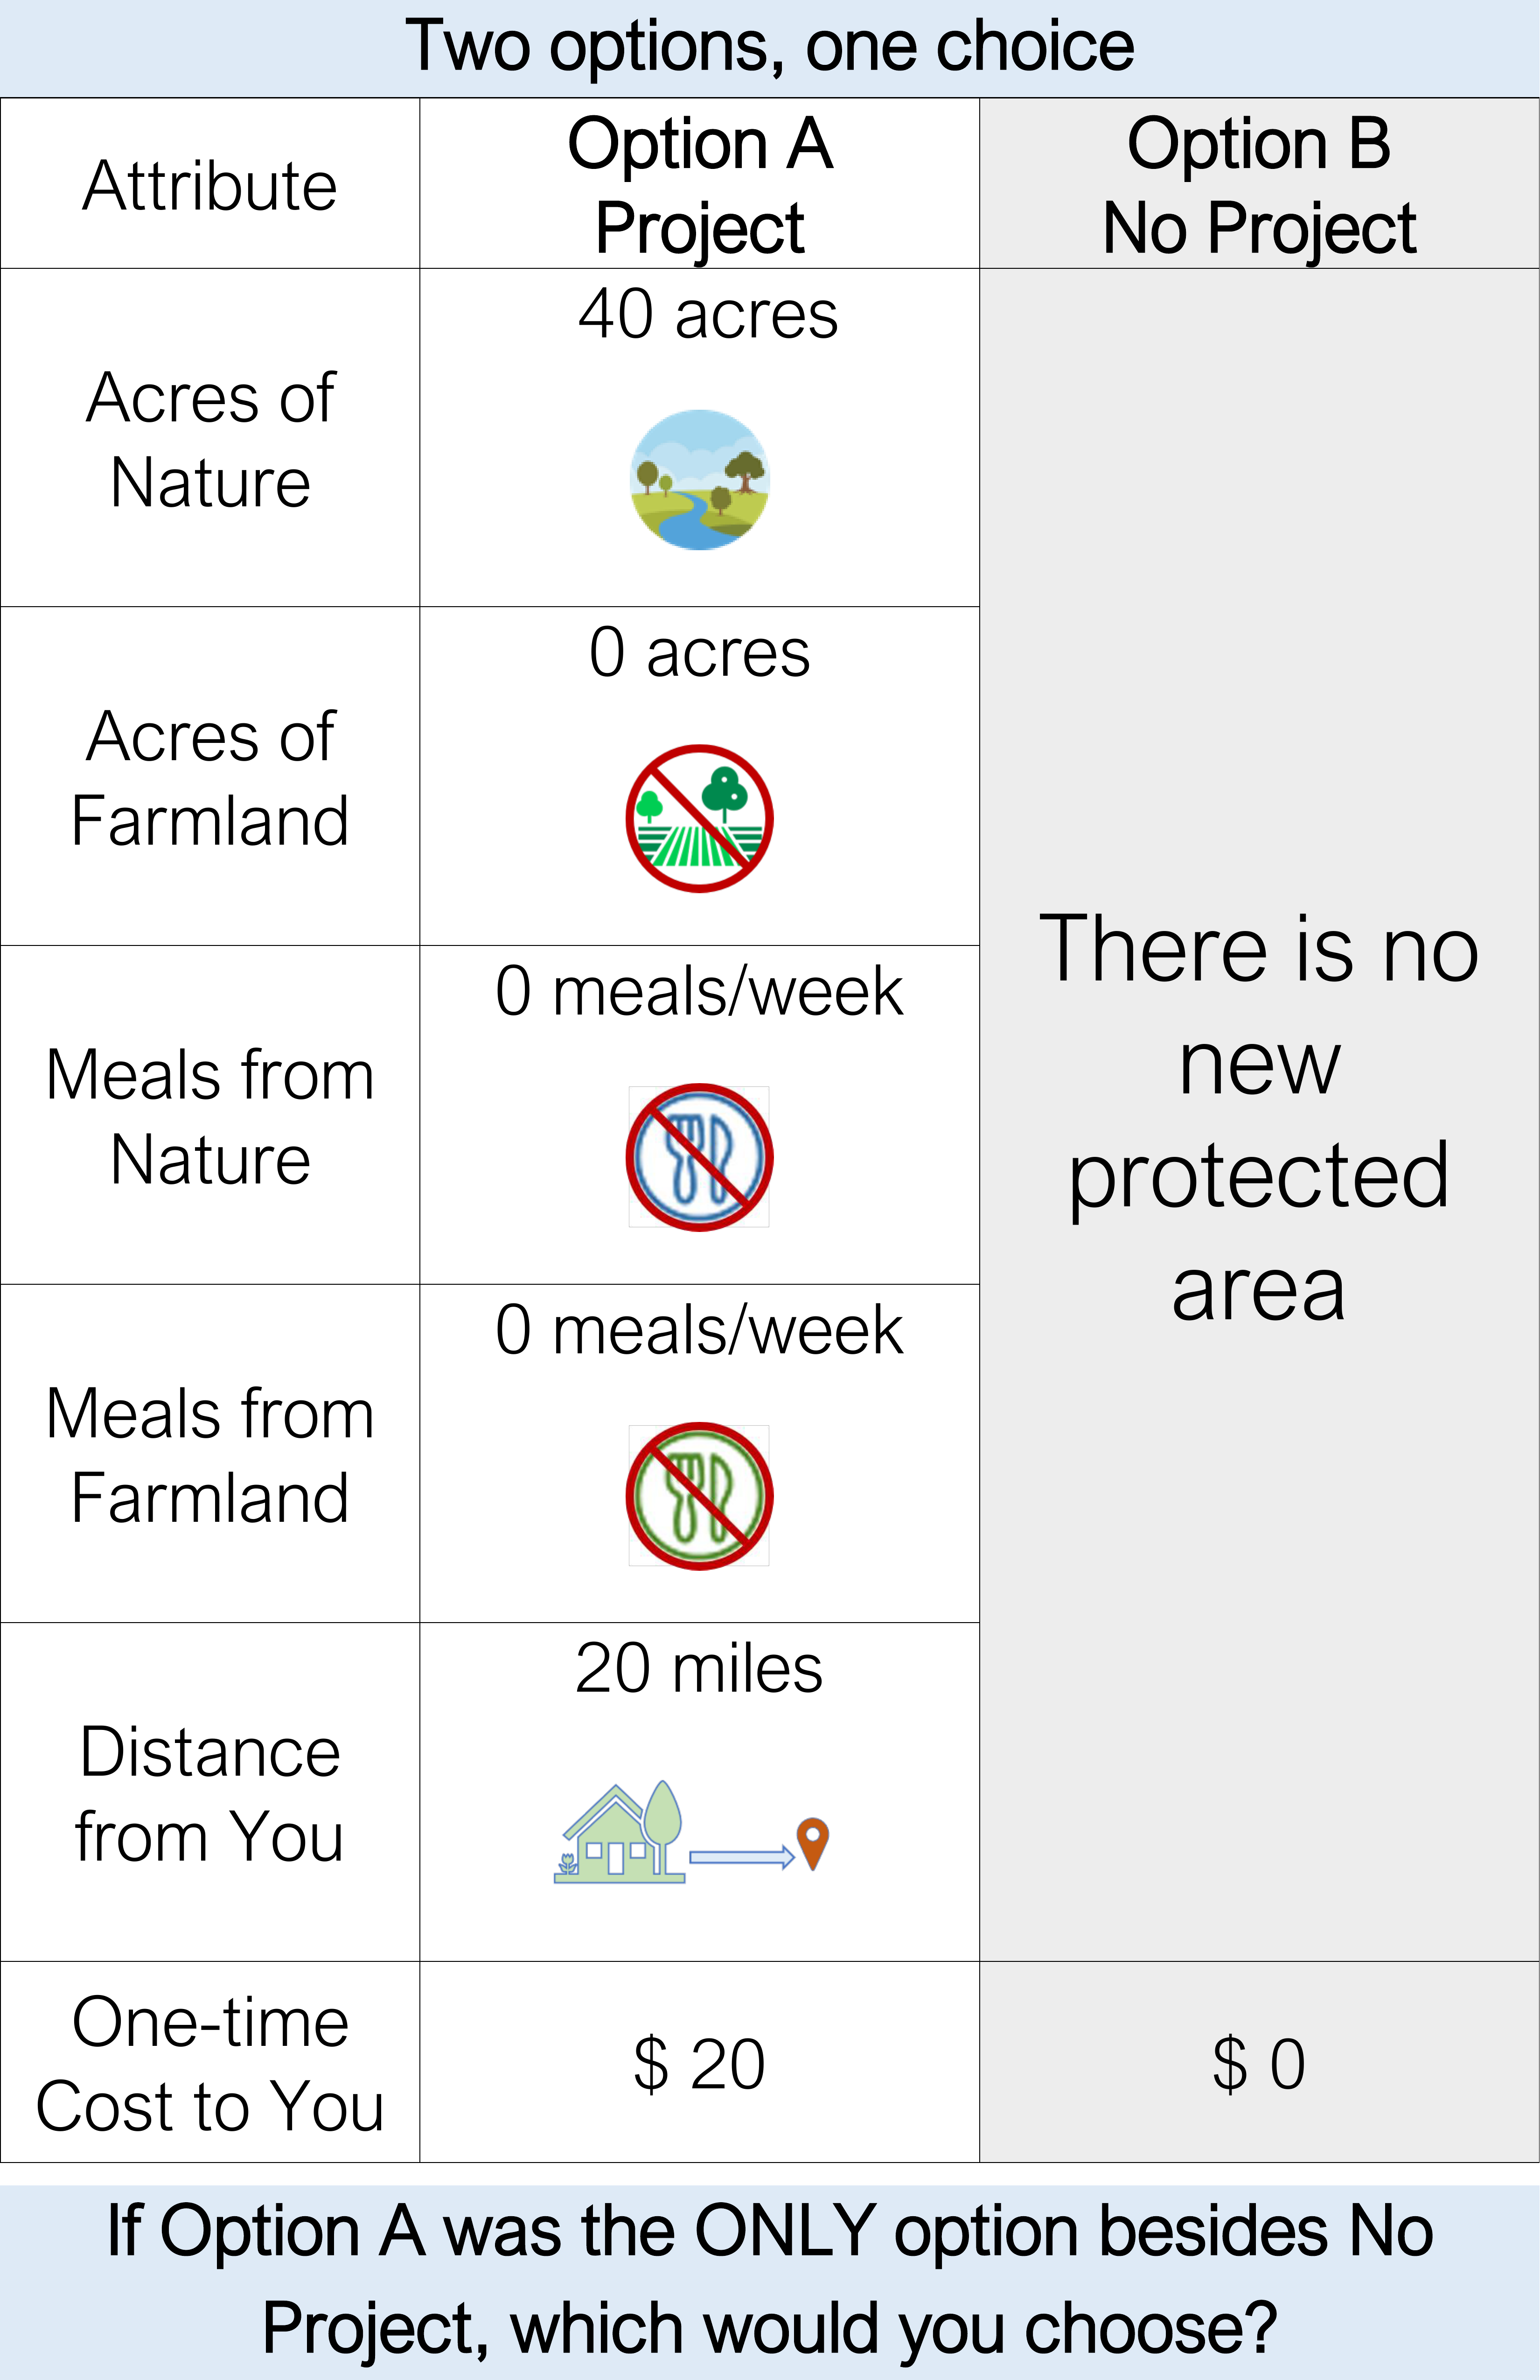 Two options, one choice
Attribute
Option A
Project
Option B
No Project
Acres of
Nature
40 acres
Acres of
Farmland
0 acres
Meals from
Nature
0 meals/week
Meals from
Farmland
0 meals/week
Distance
from You
20 miles
There is no
new
protected
area
One-time
Cost to You
$ 20
$ 0
If Option A was the ONLY option besides No
Project, which would you choose?